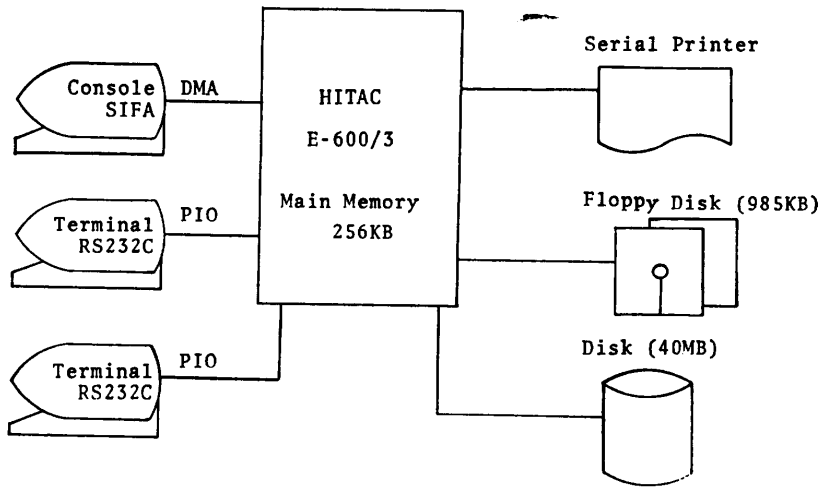 Console
SIFA
DMA
Terminal
RS232C
PIO
Terminal
RS232C
PIO
HITAC
E-600/3
Main Memory
256KB
Serial Printer
Floppy Disk (985KB)
Disk (40MB)